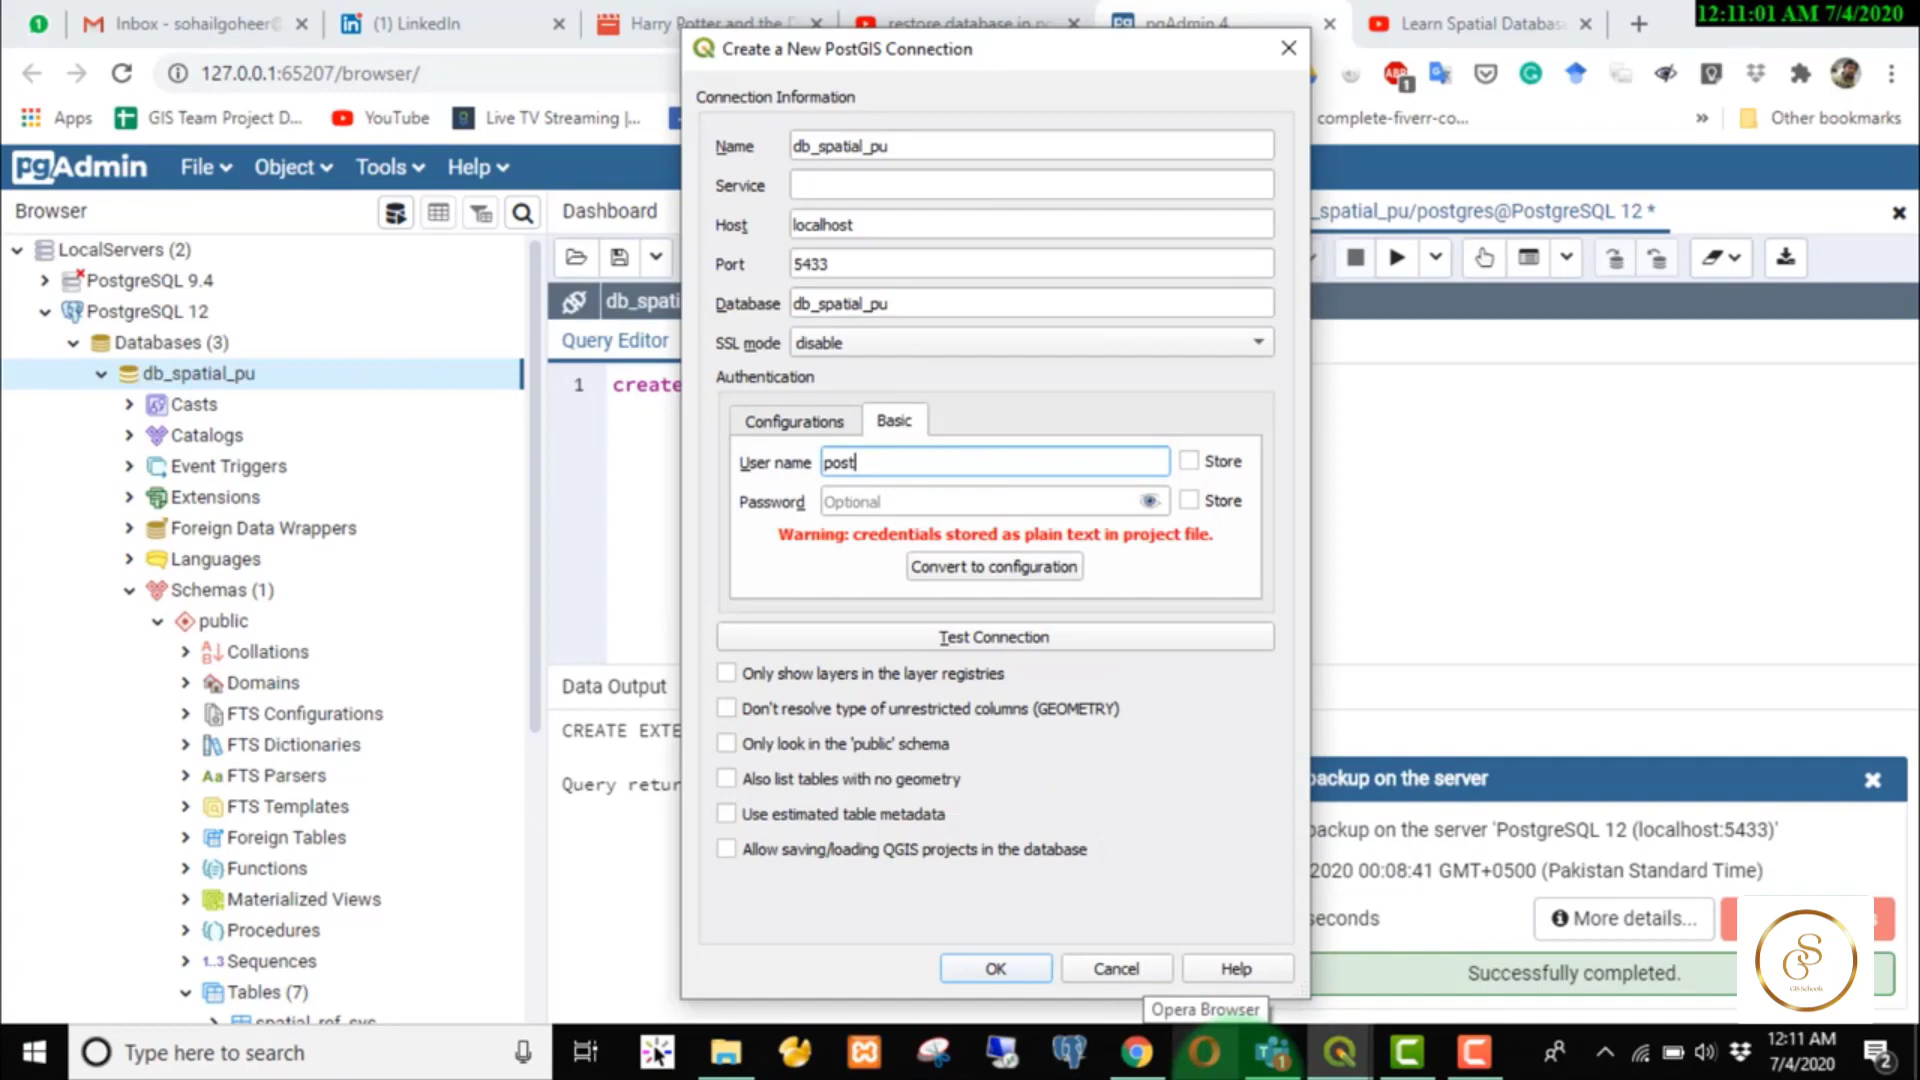 Inbox - sohailgoheer@
(1) LinkedIn
Harry Potter and the
restore database in po
pgAdmin 4
Learn Spatial Databas
12:11:01 AM 7/4/2020
127.0.0.1:65207/browser/
Apps
GIS Team Project D...
YouTube
Live TV Streaming |...
complete-fiverr-co...
»
Other bookmarks
pgAdmin
File
Object
Tools
Help
Browser
Dashboard
_spatial_pu/postgres@PostgreSQL 12 *
LocalServers (2)
PostgreSQL 9.4
PostgreSQL 12
Databases (3)
db_spatial_pu
Casts
Catalogs
Event Triggers
Extensions
Foreign Data Wrappers
Languages
Schemas (1)
public
Collations
Domains
FTS Configurations
FTS Dictionaries
FTS Parsers
FTS Templates
Foreign Tables
Functions
Materialized Views
Procedures
Sequences
Tables (7)
spatial_ref_sys
db_spati
Query Editor
1 create
Data Output
CREATE EXTE
Query retur
Create a New PostGIS Connection
Connection Information
Name db_spatial_pu
Service
Host localhost
Port 5433
Database db_spatial_pu
SSL mode disable
Authentication
Configurations Basic
User name post Store
Password Optional Store
Warning: credentials stored as plain text in project file.
Convert to configuration
Test Connection
Only show layers in the layer registries
Don't resolve type of unrestricted columns (GEOMETRY)
Only look in the 'public' schema
Also list tables with no geometry
Use estimated table metadata
Allow saving/loading QGIS projects in the database
OK Cancel Help
Opera Browser
backup on the server
backup on the server 'PostgreSQL 12 (localhost:5433)'
2020 00:08:41 GMT+0500 (Pakistan Standard Time)
seconds
More details...
Successfully completed.
GIS Schools
Type here to search
12:11 AM
7/4/2020
2